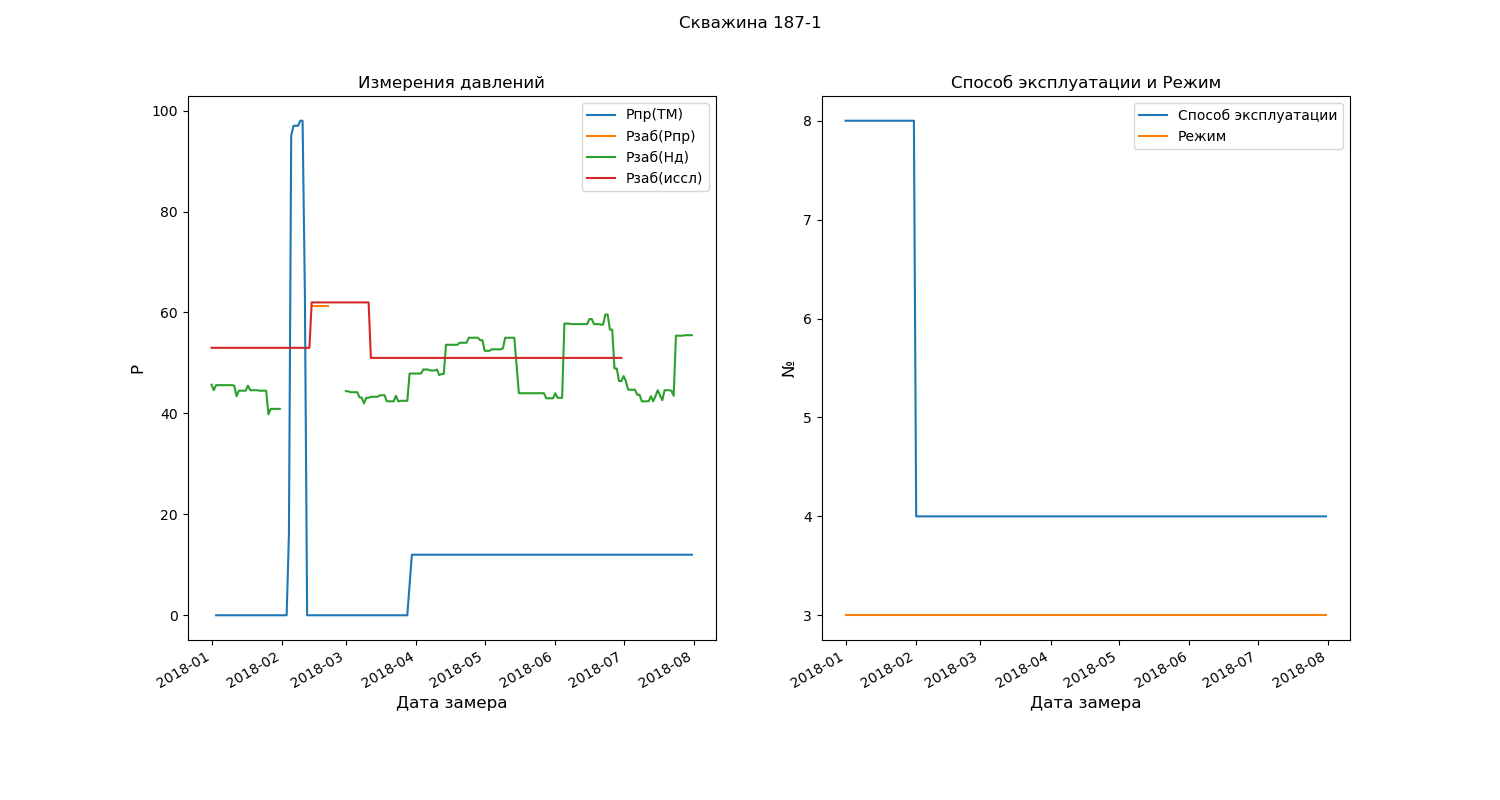 Скважина 187-1
Измерения давлений
100
80
60
40
20
0
P
Рпр(ТМ)
Рзаб(Рпр)
Рзаб(Нд)
Рзаб(иссл)
2018-01
2018-02
2018-03
2018-04
2018-05
2018-06
2018-07
2018-08
Дата замера
Способ эксплуатации и Режим
8
7
6
5
4
3
№
Способ эксплуатации
Режим
2018-01
2018-02
2018-03
2018-04
2018-05
2018-06
2018-07
2018-08
Дата замера